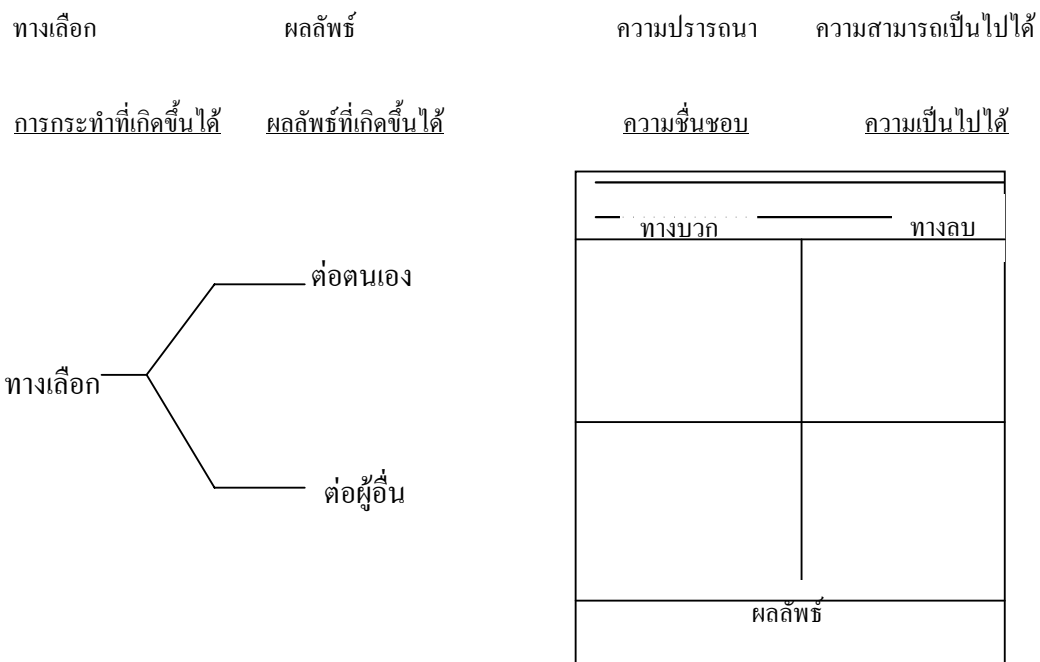 ทางเลือก ผลลัพธ์ ความปรารถนา ความสามารถเป็นไปได้
การกระทำที่เกิดขึ้นได้ ผลลัพธ์ที่เกิดขึ้นได้ ความชื่นชอบ ความเป็นไปได้
ทางบวก ทางลบ
ต่อตนเอง
ทางเลือก
ต่อผู้อื่น
ผลลัพธ์